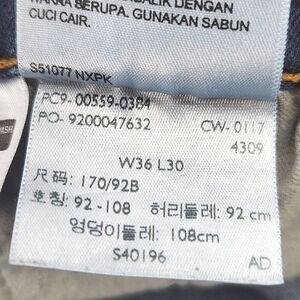 WARNA SERUPA. GUNAKAN SABUN
CUCI CAIR.
S51077 NXPK
PC9- 00559-0384
PO- 9200047632 CW- 0117
4309
W36 L30
尺码: 170/92B
호칭: 92 -108 허리둘레: 92 cm
엉덩이둘레: 108cm
S40196 AD